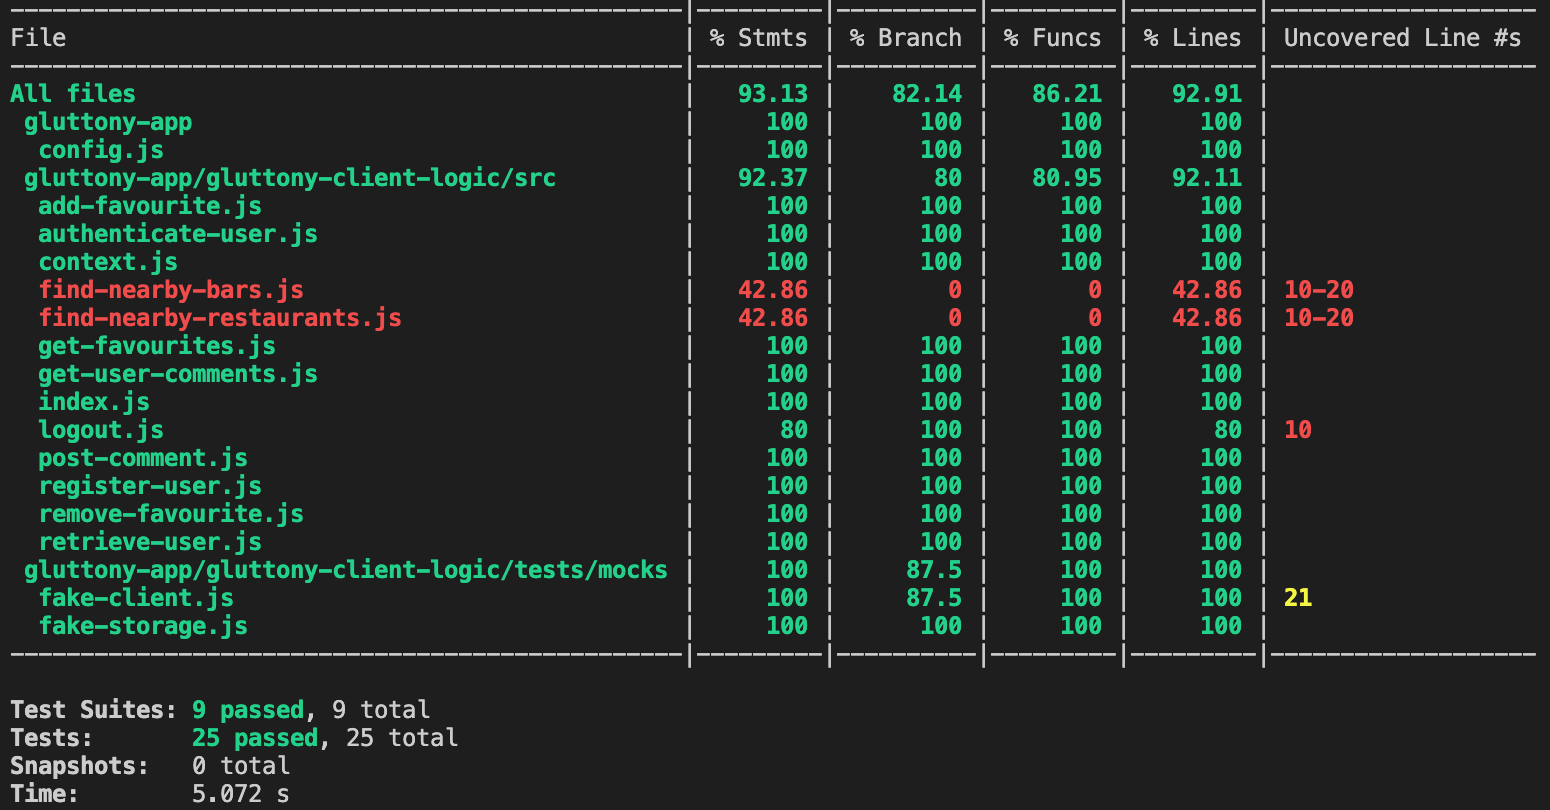 File | % Stmts | % Branch | % Funcs | % Lines | Uncovered Line #s
All files | 93.13 | 82.14 | 86.21 | 92.91 |
gluttony-app | 100 | 100 | 100 | 100 |
config.js | 100 | 100 | 100 | 100 |
gluttony-app/gluttony-client-logic/src | 92.37 | 80 | 80.95 | 92.11 |
add-favourite.js | 100 | 100 | 100 | 100 |
authenticate-user.js | 100 | 100 | 100 | 100 |
context.js | 100 | 100 | 100 | 100 |
find-nearby-bars.js | 42.86 | 0 | 0 | 42.86 | 10-20
find-nearby-restaurants.js | 42.86 | 0 | 0 | 42.86 | 10-20
get-favourites.js | 100 | 100 | 100 | 100 |
get-user-comments.js | 100 | 100 | 100 | 100 |
index.js | 100 | 100 | 100 | 100 |
logout.js | 80 | 100 | 100 | 80 | 10
post-comment.js | 100 | 100 | 100 | 100 |
register-user.js | 100 | 100 | 100 | 100 |
remove-favourite.js | 100 | 100 | 100 | 100 |
retrieve-user.js | 100 | 100 | 100 | 100 |
gluttony-app/gluttony-client-logic/tests/mocks | 100 | 87.5 | 100 | 100 |
fake-client.js | 100 | 87.5 | 100 | 100 | 21
fake-storage.js | 100 | 100 | 100 | 100 |
Test Suites: 9 passed, 9 total
Tests: 25 passed, 25 total
Snapshots: 0 total
Time: 5.072 s